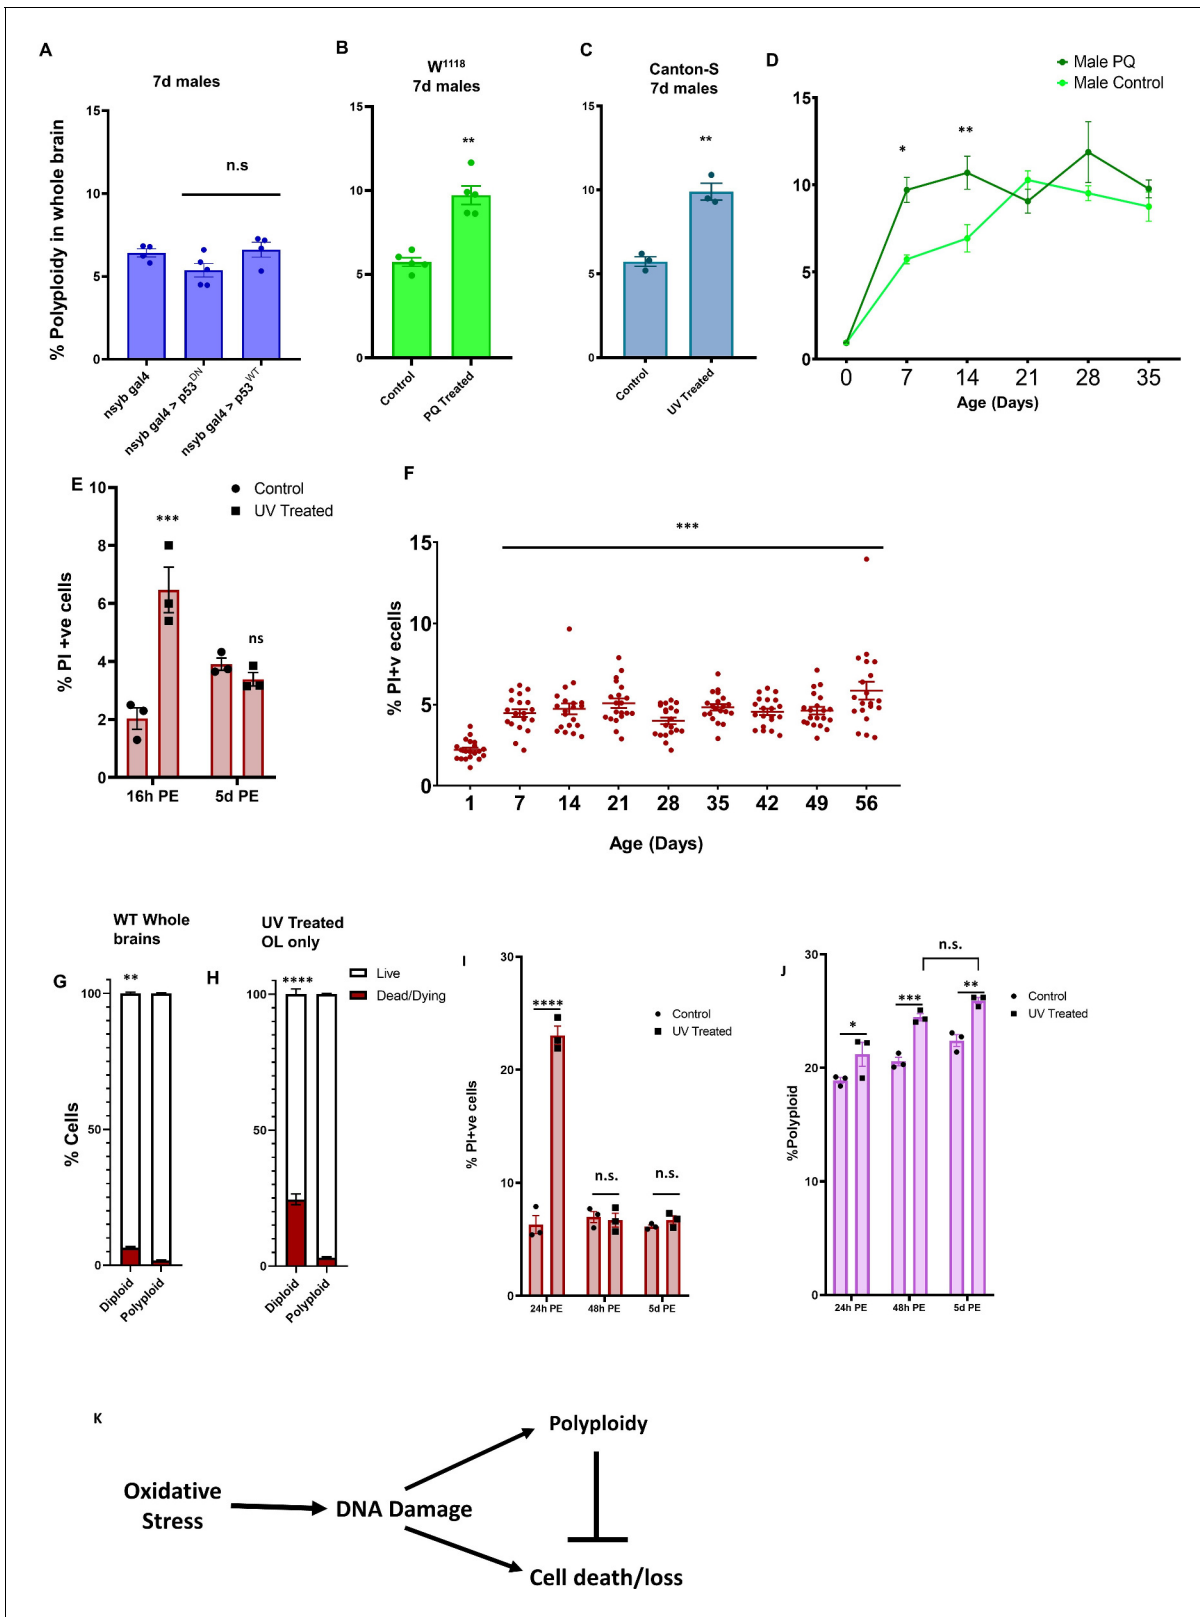 A
7d males
% Polyploidy in whole brain
15
10
5
0
n.s
nsyb gal4
nsyb gal4 > p53DN
nsyb gal4 > p53WT
B
W1118
7d males
15
10
5
0
**
Control
PQ Treated
C
Canton-S
7d males
15
10
5
0
**
Control
UV Treated
D
Male PQ
Male Control
15
10
5
0
*
**
0 7 14 21 28 35
Age (Days)
E
Control
UV Treated
% PI +ve cells
10
8
6
4
2
0
***
ns
16h PE 5d PE
F
% PI+v ecells
15
10
5
0
***
1 7 14 21 28 35 42 49 56
Age (Days)
G
WT Whole
brains
% Cells
100
50
0
**
Diploid
Polyploid
H
UV Treated
OL only
100
50
0
****
Diploid
Polyploid
Live
Dead/Dying
I
% PI+ve cells
30
20
10
0
****
n.s.
n.s.
Control
UV Treated
24h PE 48h PE 5d PE
J
%Polyploid
30
20
10
0
*
***
**
n.s.
Control
UV Treated
24h PE 48h PE 5d PE
K
Polyploidy
Oxidative
Stress
DNA Damage
Cell death/loss